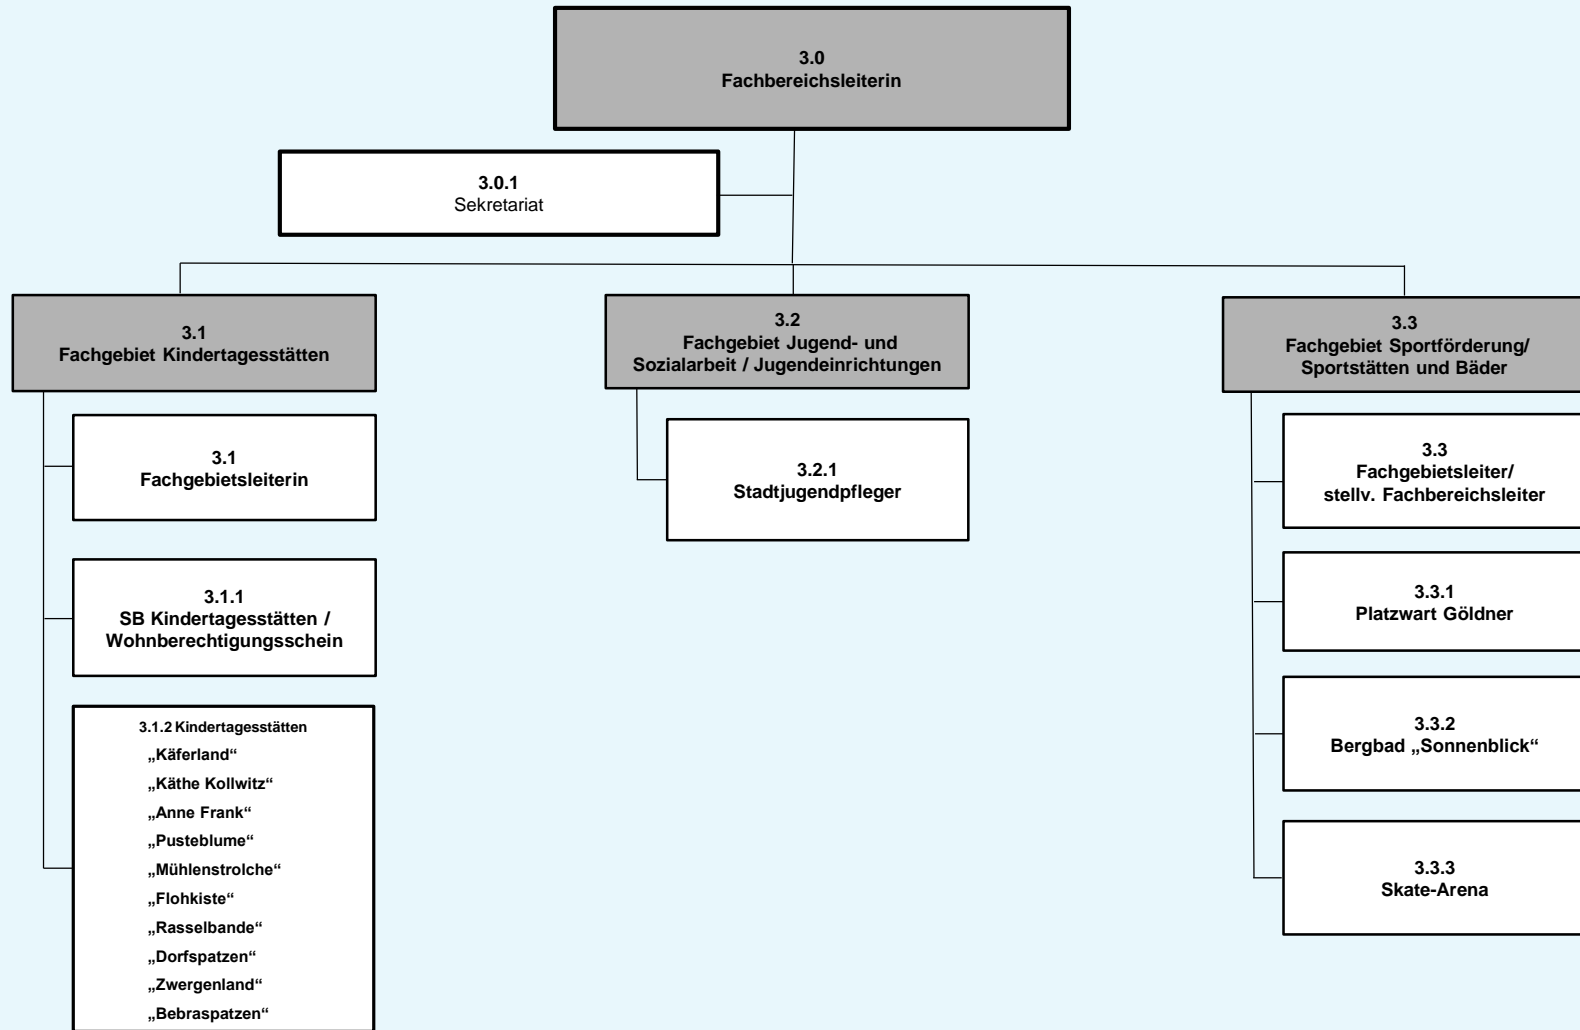 3.0
Fachbereichsleiterin
3.0.1
Sekretariat
3.1
Fachgebiet Kindertagesstätten
3.2
Fachgebiet Jugend- und
Sozialarbeit / Jugendeinrichtungen
3.3
Fachgebiet Sportförderung/
Sportstätten und Bäder
3.1
Fachgebietsleiterin
3.1.1
SB Kindertagesstätten /
Wohnberechtigungsschein
3.1.2 Kindertagesstätten
„Käferland“
„Käthe Kollwitz“
„Anne Frank“
„Pusteblume“
„Mühlenstrolche“
„Flohkiste“
„Rasselbande“
„Dorfspatzen“
„Zwergenland“
„Bebraspatzen“
3.2.1
Stadtjugendpfleger
3.3
Fachgebietsleiter/
stellv. Fachbereichsleiter
3.3.1
Platzwart Göldner
3.3.2
Bergbad „Sonnenblick“
3.3.3
Skate-Arena